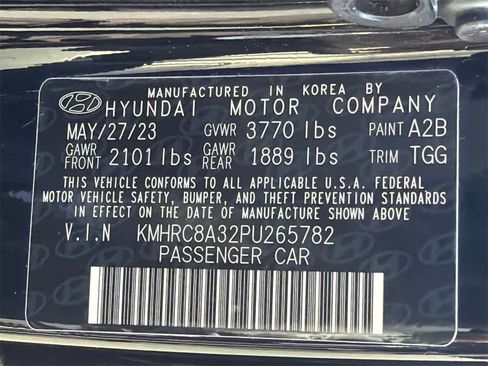 MANUFACTURED IN KOREA BY
HYUNDAI MOTOR COMPANY
MAY/27/23 GVWR 3770 lbs PAINT A2B
GAWR FRONT 2101 lbs GAWR REAR 1889 lbs TRIM TGG
THIS VEHICLE CONFORMS TO ALL APPLICABLE U.S.A. FEDERAL
MOTOR VEHICLE SAFETY, BUMPER, AND THEFT PREVENTION STANDARDS
IN EFFECT ON THE DATE OF MANUFACTURE SHOWN ABOVE
V.I.N KMHRC8A32PU265782
PASSENGER CAR